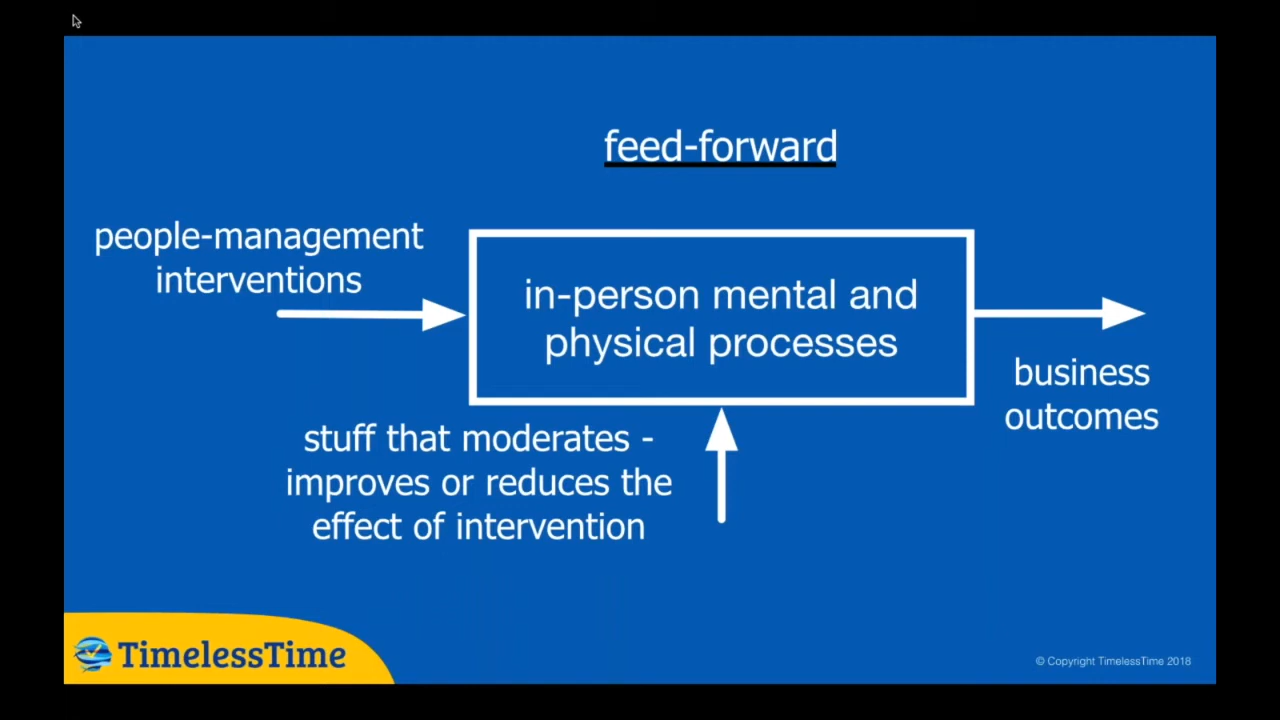 feed-forward
people-management
interventions
in-person mental and
physical processes
business
outcomes
stuff that moderates -
improves or reduces the
effect of intervention
TimelessTime
© Copyright TimelessTime 2018